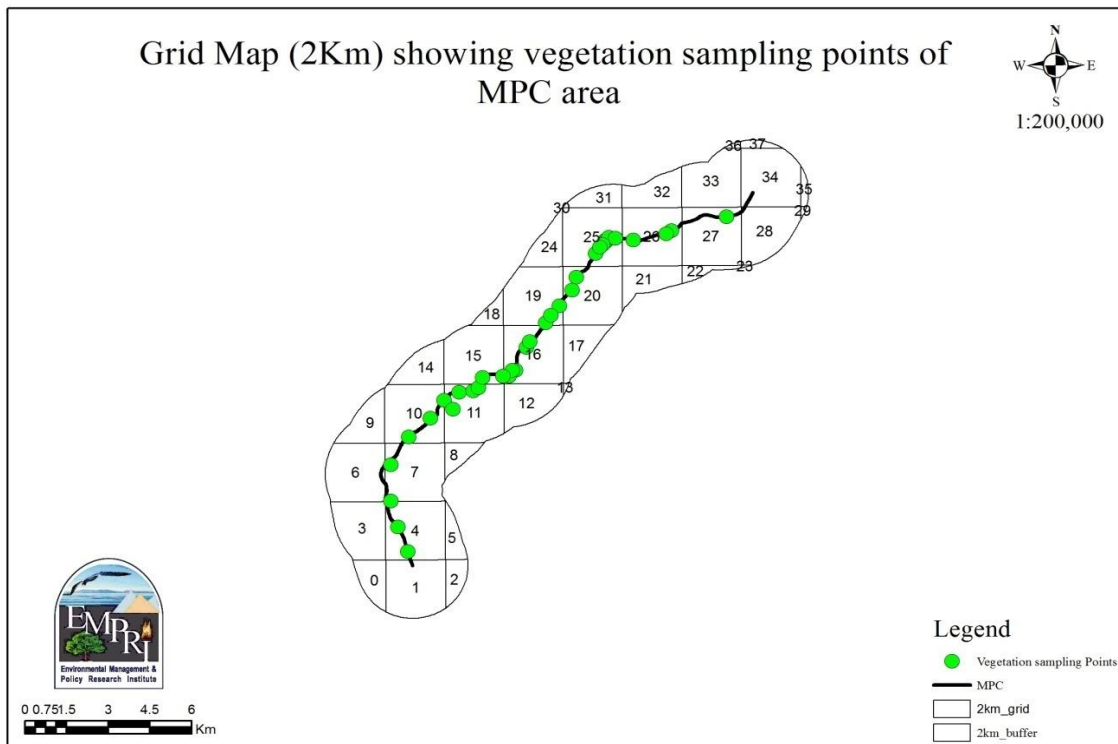 Grid Map (2Km) showing vegetation sampling points of
MPC area
N
W E
S
1:200,000
36 37
33 34
32 35
31
30 29
24 25 26 27 28
23
22
21
19 20
18
17
16
15
14
13
12
11
10
9
8
7
6
5
4
3
2
1
0
EMPRI
Environmental Management &
Policy Research Institute
0 0.75 1.5 3 4.5 6
Km
Legend
Vegetation sampling Points
MPC
2km_grid
2km_buffer